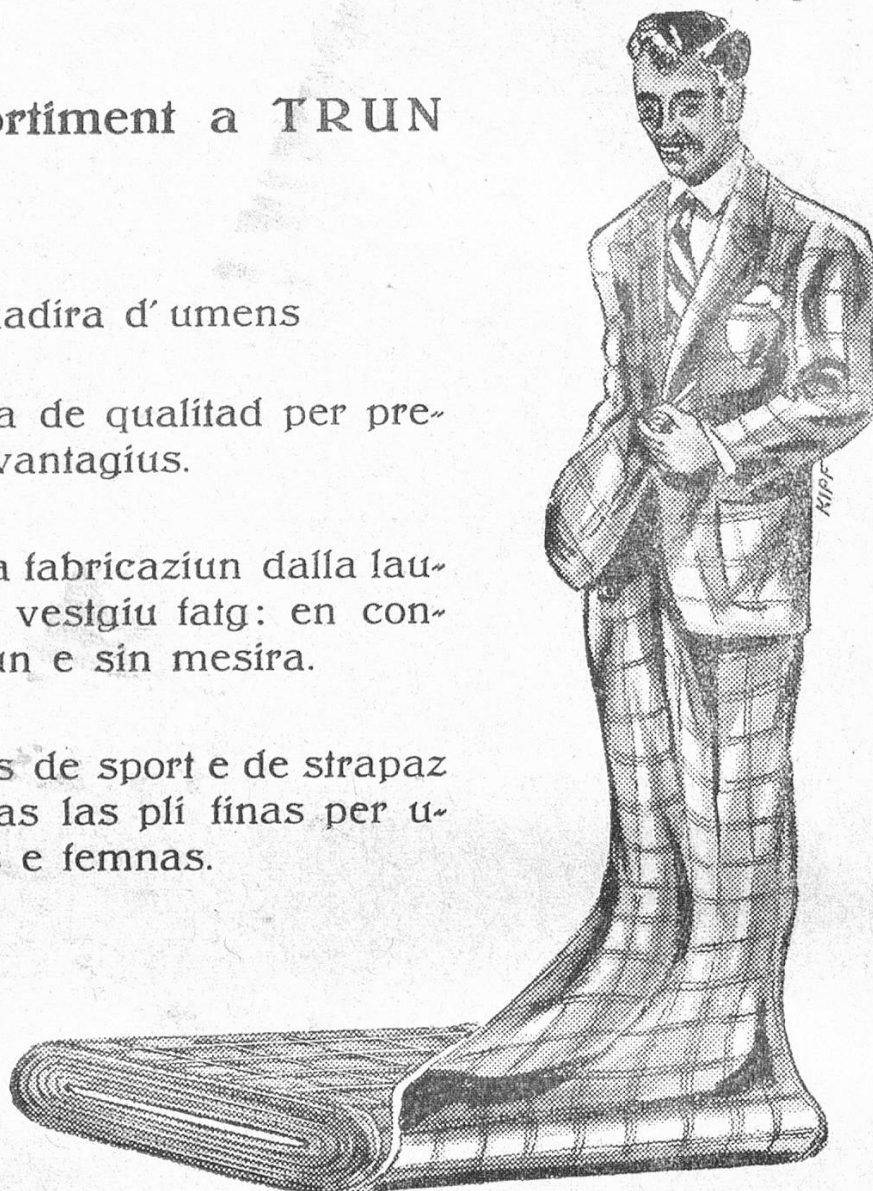 ortiment a TRUN
adira d' umens
a de qualitad per pre-
vantagius.
a fabricaziun dalla lau-
vestgiu fatg: en con-
un e sin mesira.
s de sport e de strapaz
as las pli finas per u-
e femnas.
KIPF